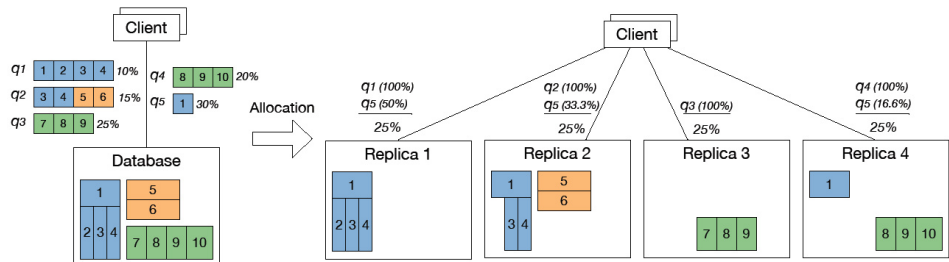 Client
q1 1 2 3 4 10%
q2 3 4 5 6 15%
q3 7 8 9 25%
q4 8 9 10 20%
q5 1 30%
Database
1
2 3 4
5
6
7 8 9 10
Allocation
Client
q1 (100%)
q5 (50%)
25%
q2 (100%)
q5 (33.3%)
25%
q3 (100%)
25%
q4 (100%)
q5 (16.6%)
25%
Replica 1
1
2 3 4
Replica 2
1
3 4
5
6
Replica 3
7 8 9
Replica 4
1
8 9 10